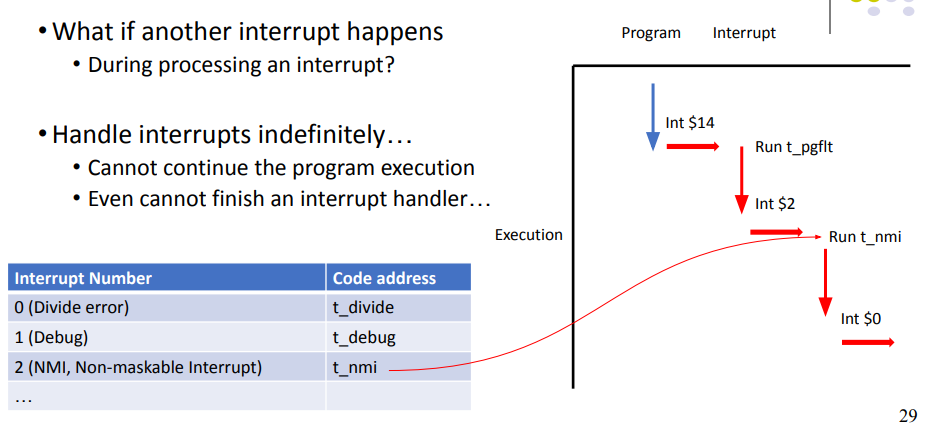 • What if another interrupt happens
• During processing an interrupt?
• Handle interrupts indefinitely…
• Cannot continue the program execution
• Even cannot finish an interrupt handler…
Interrupt Number Code address
0 (Divide error) t_divide
1 (Debug) t_debug
2 (NMI, Non-maskable Interrupt) t_nmi
…
Program Interrupt
Int $14
Run t_pgflt
Int $2
Execution
Run t_nmi
Int $0
29